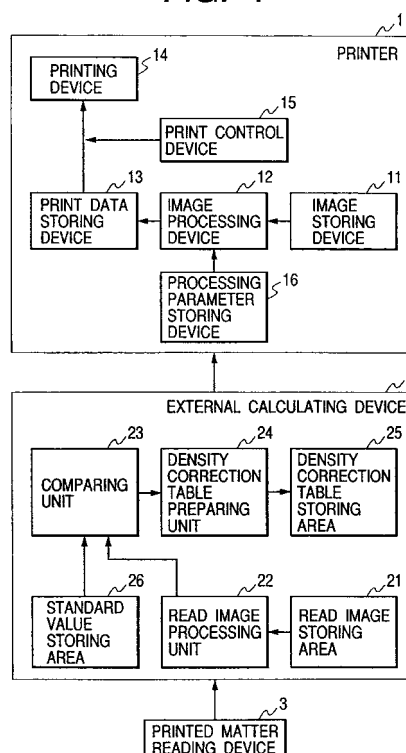 1
PRINTER
14
PRINTING
DEVICE
15
PRINT CONTROL
DEVICE
13
PRINT DATA
STORING
DEVICE
12
IMAGE
PROCESSING
DEVICE
11
IMAGE
STORING
DEVICE
16
PROCESSING
PARAMETER
STORING
DEVICE
EXTERNAL CALCULATING DEVICE
23
COMPARING
UNIT
24
DENSITY
CORRECTION
TABLE
PREPARING
UNIT
25
DENSITY
CORRECTION
TABLE
STORING
AREA
26
STANDARD
VALUE
STORING
AREA
22
READ IMAGE
PROCESSING
UNIT
21
READ IMAGE
STORING
AREA
3
PRINTED MATTER
READING DEVICE